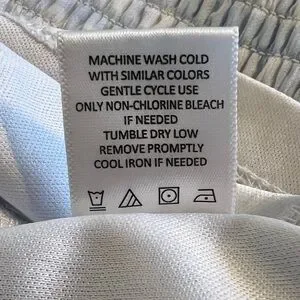 MACHINE WASH COLD
WITH SIMILAR COLORS
GENTLE CYCLE USE
ONLY NON-CHLORINE BLEACH
IF NEEDED
TUMBLE DRY LOW
REMOVE PROMPTLY
COOL IRON IF NEEDED